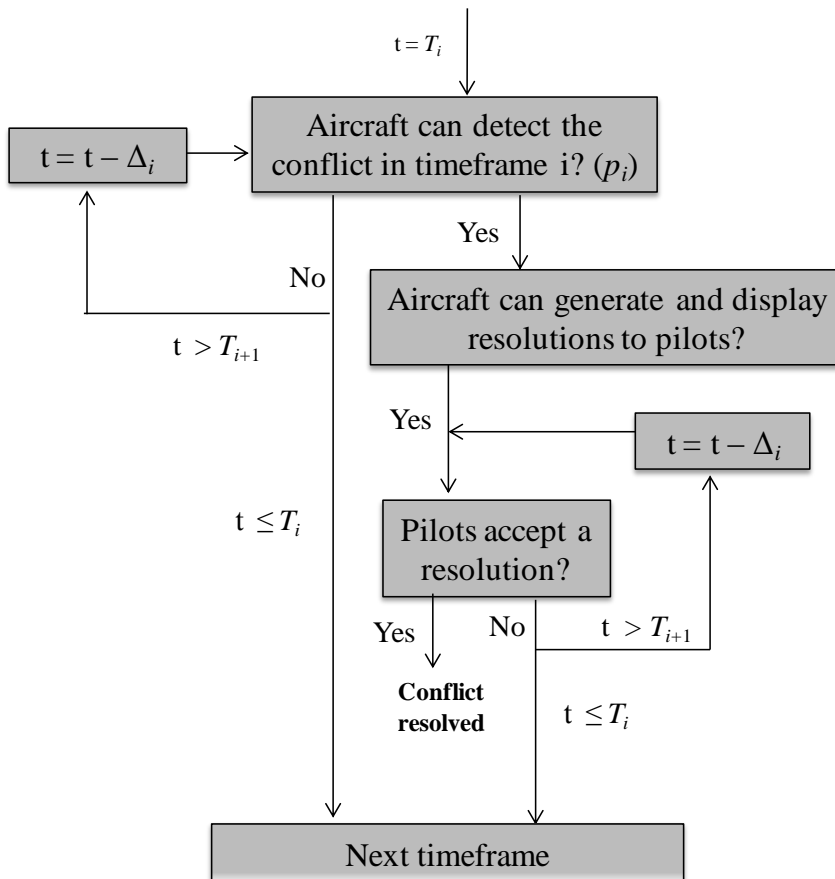 t = T_i
Aircraft can detect the
conflict in timeframe i? (p_i)
t = t − Δ_i
Yes
No
Aircraft can generate and display
resolutions to pilots?
t > T_{i+1}
Yes
t = t − Δ_i
t ≤ T_i
Pilots accept a
resolution?
Yes
No
t > T_{i+1}
Conflict
resolved
t ≤ T_i
Next timeframe